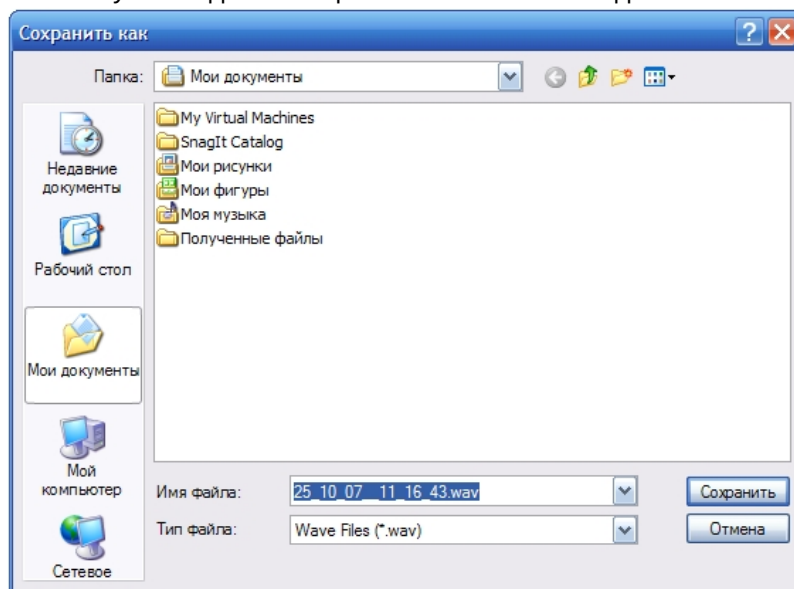 Сохранить как
Папка:
Мои документы
My Virtual Machines
SnagIt Catalog
Мои рисунки
Мои фигуры
Моя музыка
Полученные файлы
Недавние
документы
Рабочий стол
Мои документы
Мой
компьютер
Сетевое
Имя файла:
25_10_07__11_16_43.wav
Сохранить
Тип файла:
Wave Files (*.wav)
Отмена